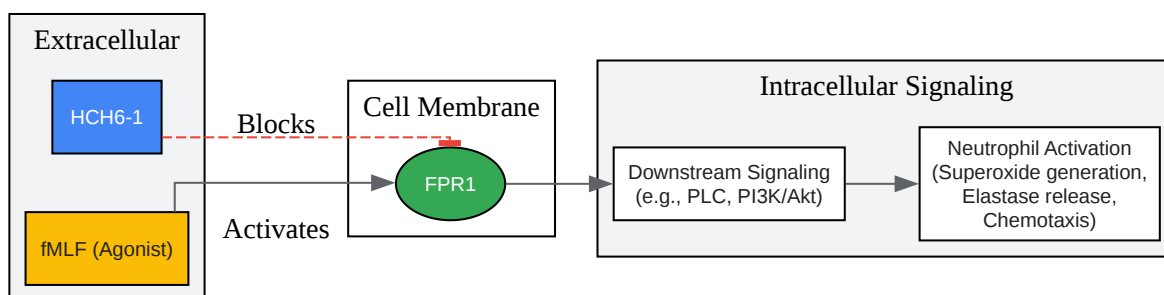 Extracellular
HCH6-1
fMLF (Agonist)
Blocks
Activates
Cell Membrane
FPR1
Intracellular Signaling
Downstream Signaling
(e.g., PLC, PI3K/Akt)
Neutrophil Activation
(Superoxide generation,
Elastase release,
Chemotaxis)